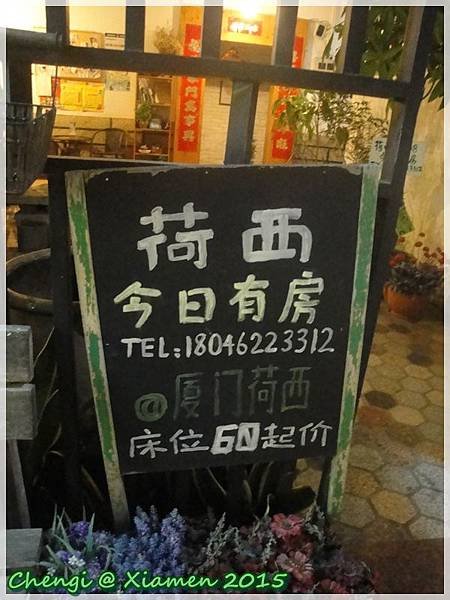 荷西
今日有房
TEL:18046223312
@厦门荷西
床位60起价
Chengi @ Xiamen 2015